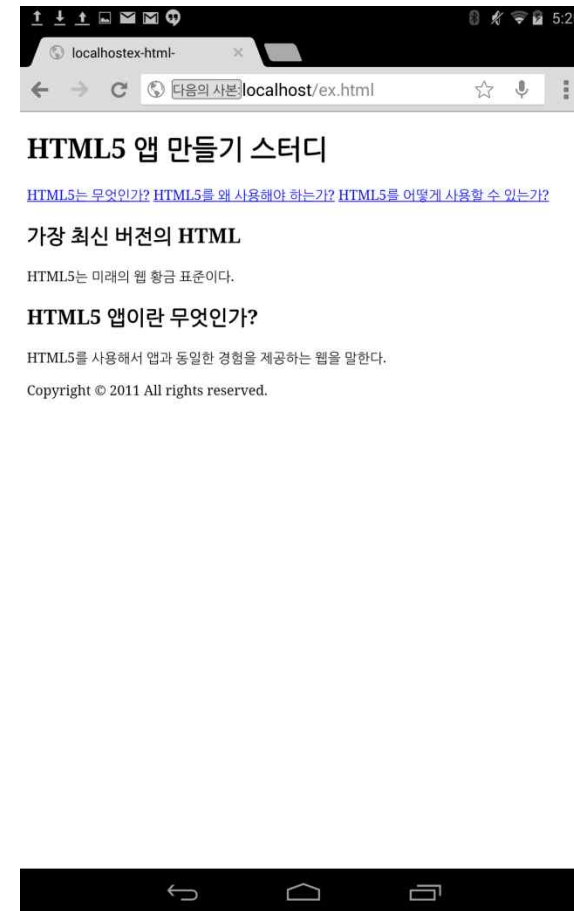 5:2
localhostex-html-
다음의 사본:localhost/ex.html
HTML5 앱 만들기 스터디
HTML5는 무엇인가? HTML5를 왜 사용해야 하는가? HTML5를 어떻게 사용할 수 있는가?
가장 최신 버전의 HTML
HTML5는 미래의 웹 황금 표준이다.
HTML5 앱이란 무엇인가?
HTML5를 사용해서 앱과 동일한 경험을 제공하는 웹을 말한다.
Copyright © 2011 All rights reserved.